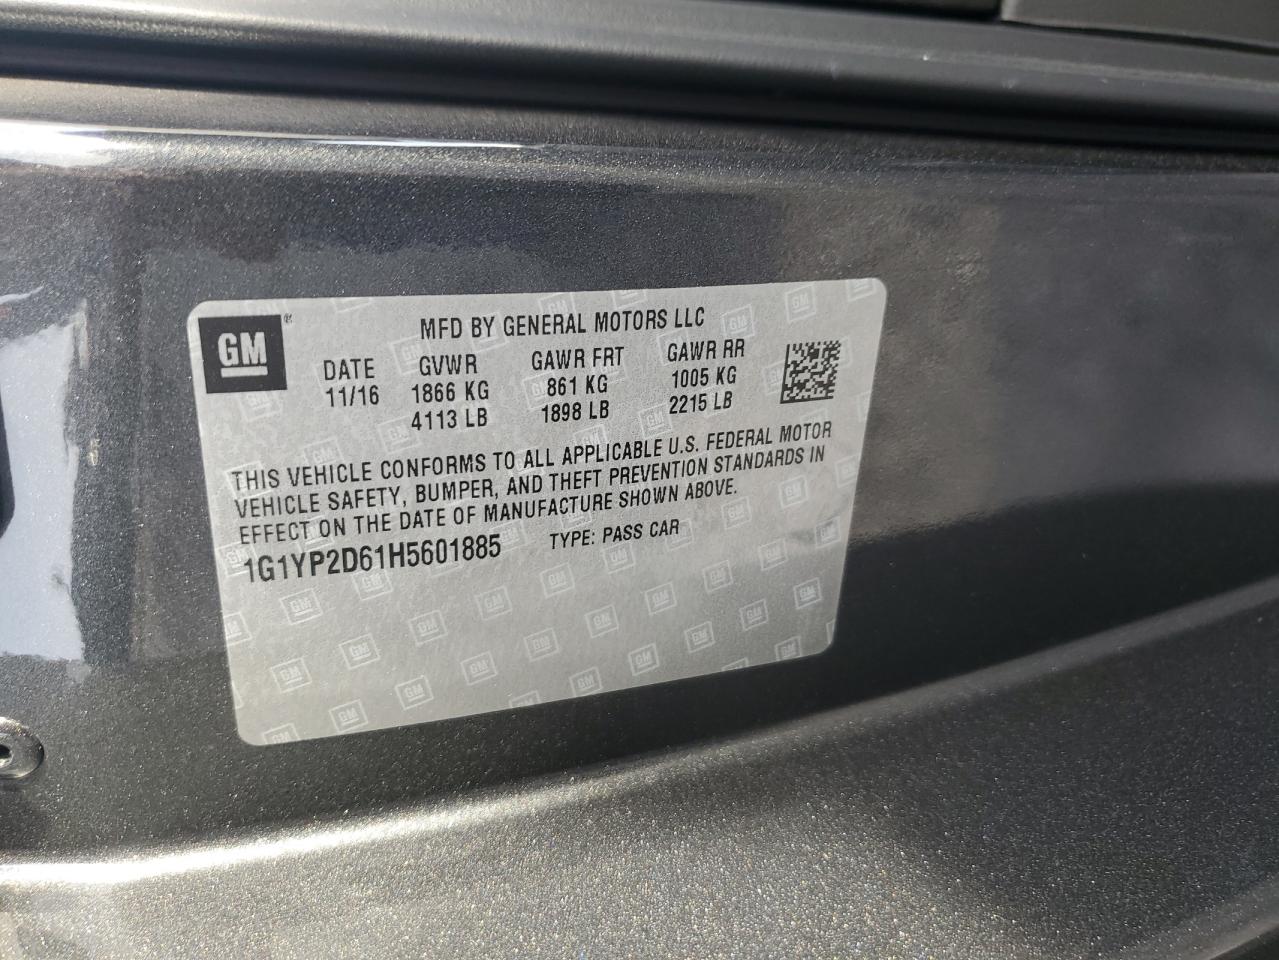 GM®
MFD BY GENERAL MOTORS LLC
DATE GVWR GAWR FRT GAWR RR
11/16 1866 KG 861 KG 1005 KG
4113 LB 1898 LB 2215 LB
THIS VEHICLE CONFORMS TO ALL APPLICABLE U.S. FEDERAL MOTOR
VEHICLE SAFETY, BUMPER, AND THEFT PREVENTION STANDARDS IN
EFFECT ON THE DATE OF MANUFACTURE SHOWN ABOVE.
1G1YP2D61H5601885 TYPE: PASS CAR